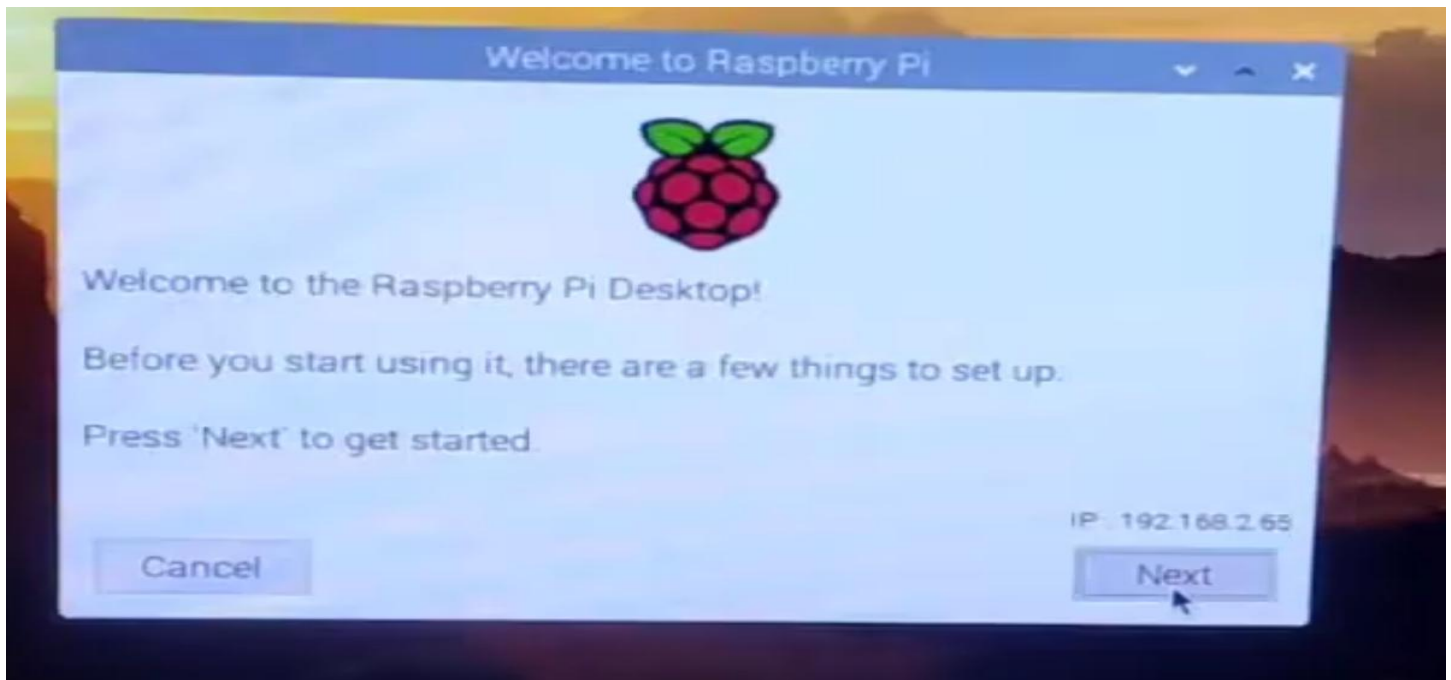 Welcome to Raspberry Pi
Welcome to the Raspberry Pi Desktop!
Before you start using it, there are a few things to set up.
Press 'Next' to get started.
IP : 192.168.2.65
Cancel
Next